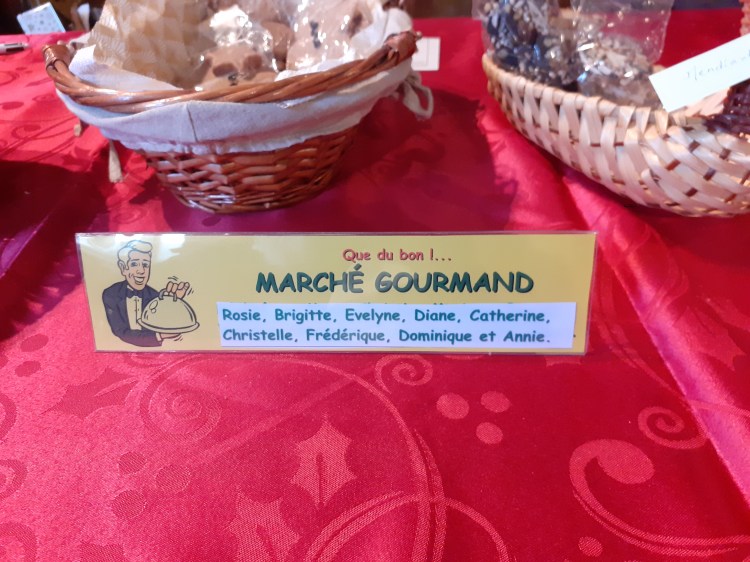 Que du bon !...
MARCHÉ GOURMAND
Rosie, Brigitte, Evelyne, Diane, Catherine,
Christelle, Frédérique, Dominique et Annie.